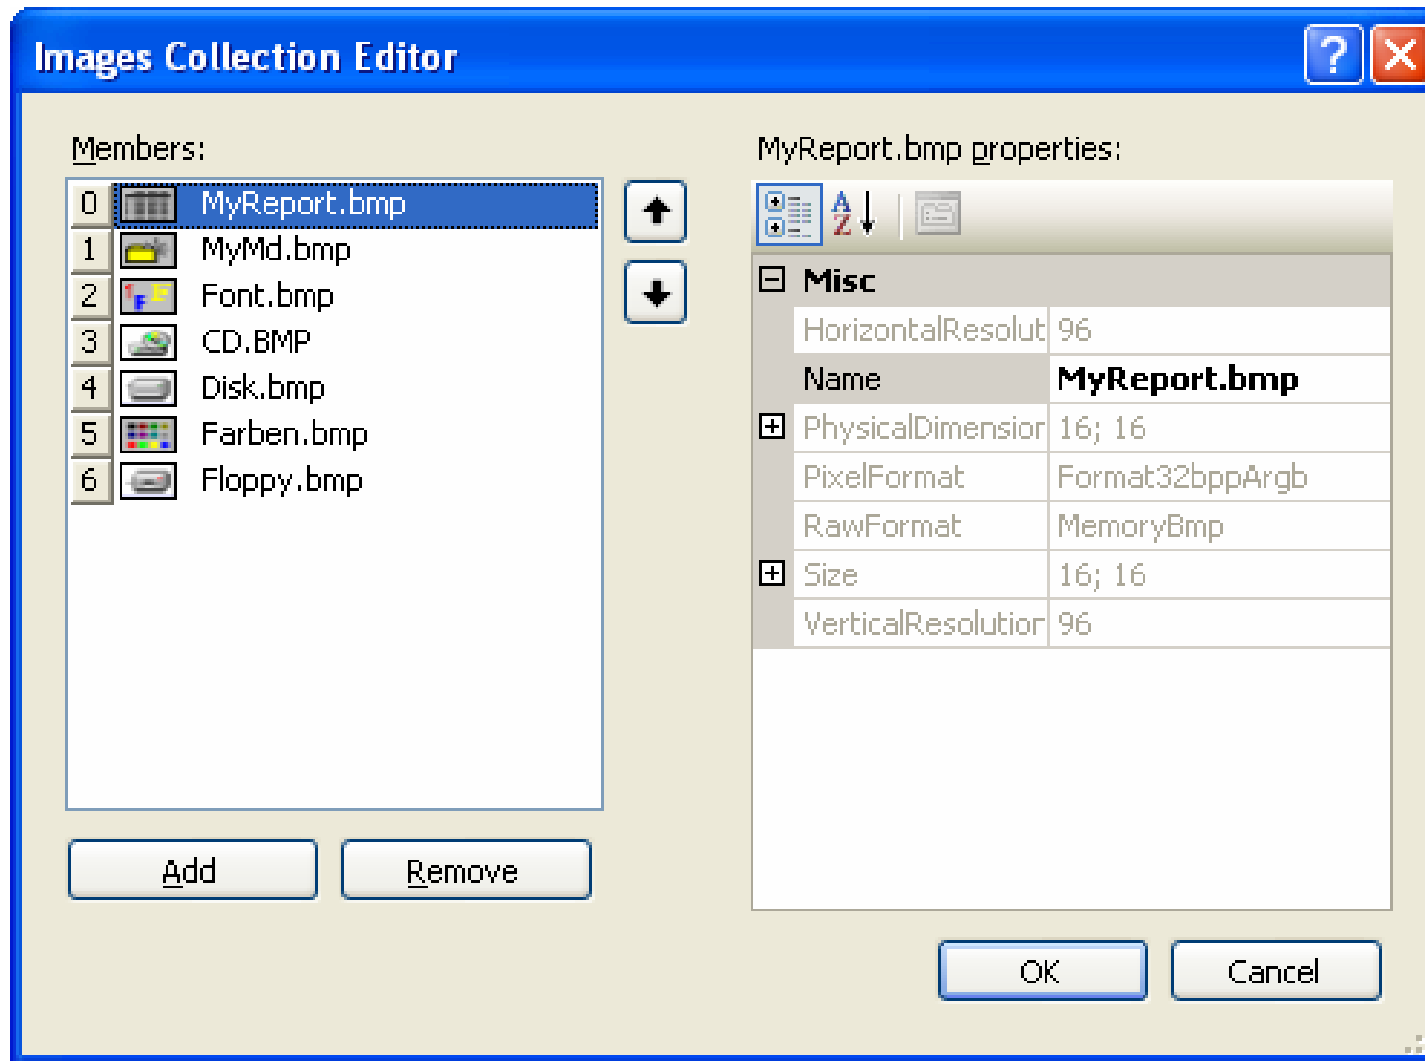 Images Collection Editor
Members:
0 MyReport.bmp
1 MyMd.bmp
2 Font.bmp
3 CD.BMP
4 Disk.bmp
5 Farben.bmp
6 Floppy.bmp
Add Remove
MyReport.bmp properties:
Misc
HorizontalResolut 96
Name MyReport.bmp
PhysicalDimension 16; 16
PixelFormat Format32bppArgb
RawFormat MemoryBmp
Size 16; 16
VerticalResolution 96
OK Cancel